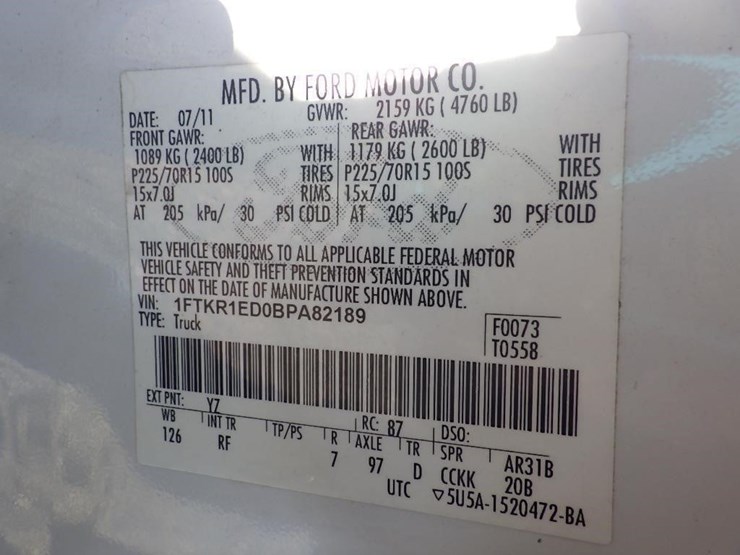 MFD. BY FORD MOTOR CO.
DATE: 07/11 GVWR: 2159 KG ( 4760 LB)
FRONT GAWR: REAR GAWR:
1089 KG ( 2400 LB) WITH 1179 KG ( 2600 LB) WITH
P225/70R15 100S TIRES P225/70R15 100S TIRES
15x7.0J RIMS 15x7.0J RIMS
AT 205 kPa/ 30 PSI COLD AT 205 kPa/ 30 PSI COLD
THIS VEHICLE CONFORMS TO ALL APPLICABLE FEDERAL MOTOR
VEHICLE SAFETY AND THEFT PREVENTION STANDARDS IN
EFFECT ON THE DATE OF MANUFACTURE SHOWN ABOVE.
VIN: 1FTKR1ED0BPA82189
TYPE: Truck
F0073
T0558
EXT PNT: YZ RC: 87 DSO:
WB INT TR TP/PS R AXLE TR SPR AR31B
126 RF 7 97 D CCKK 20B
UTC ▽5U5A-1520472-BA